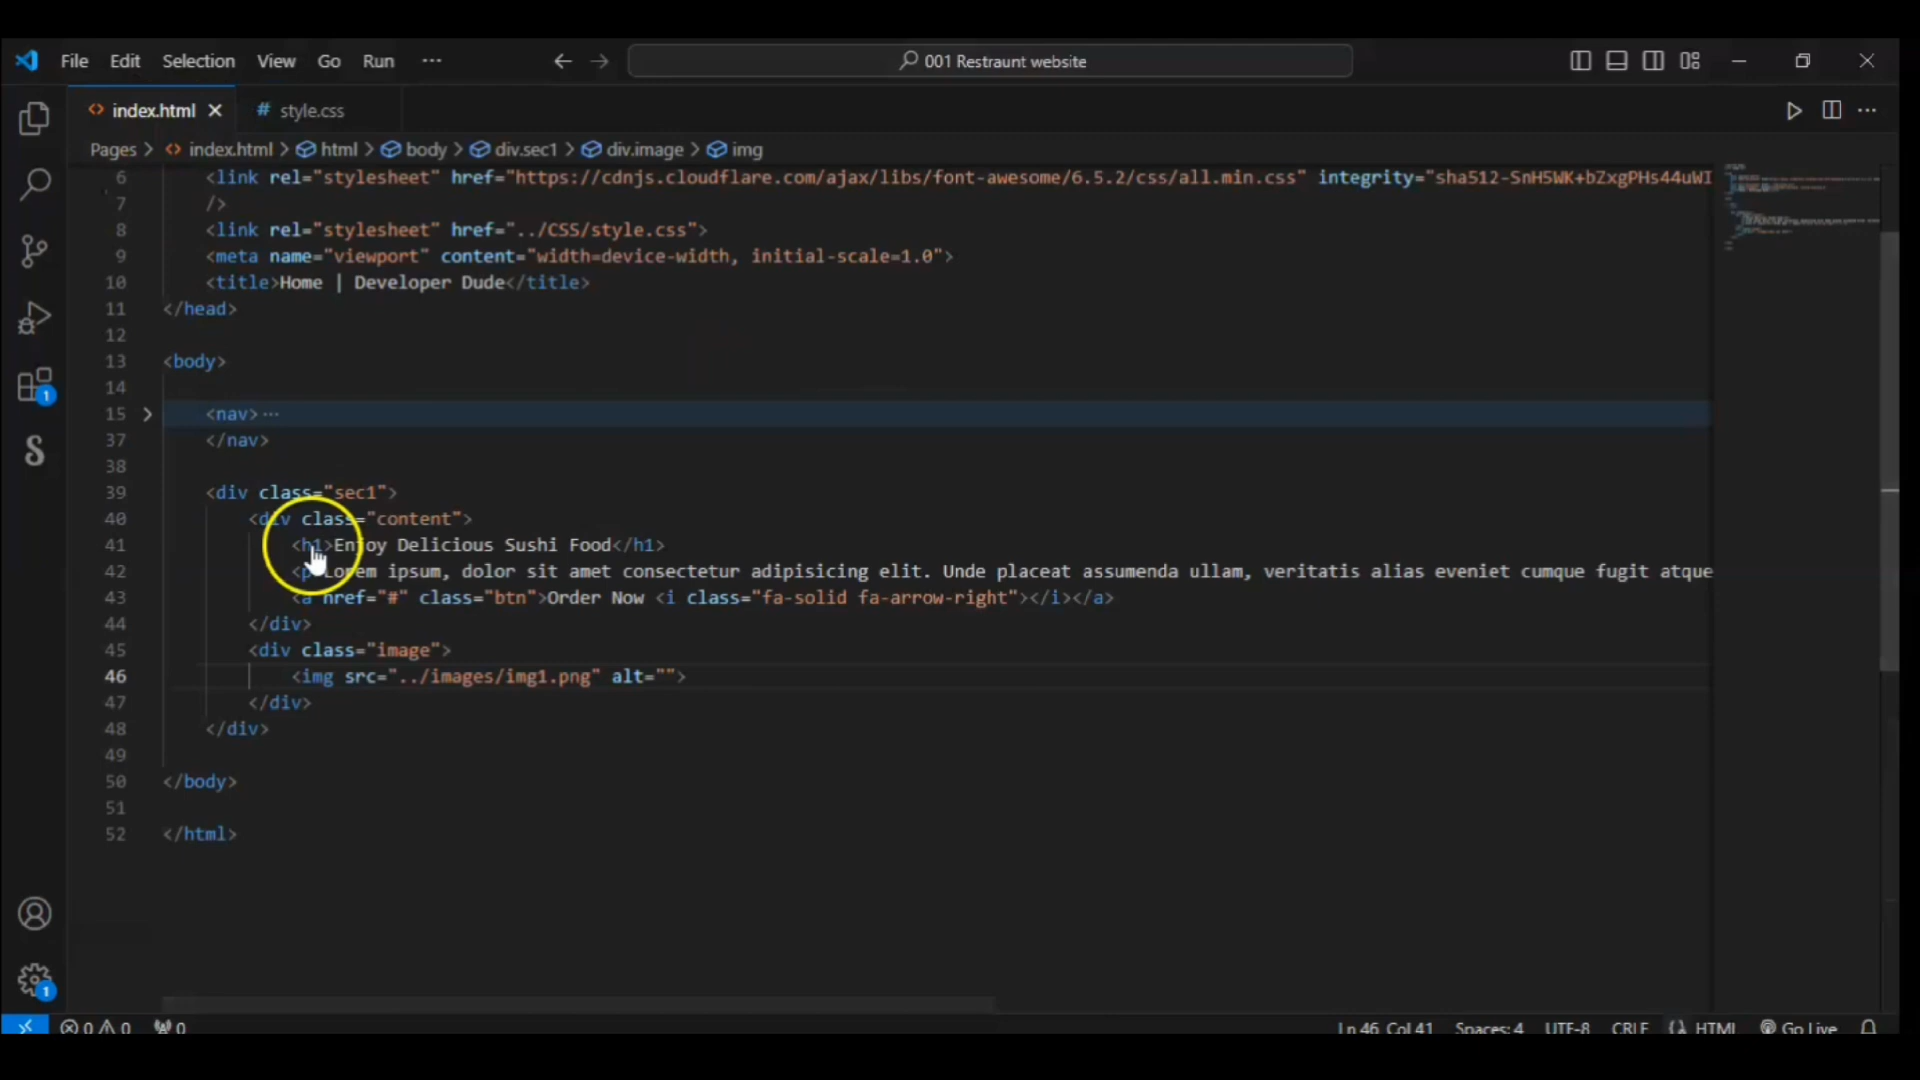 File Edit Selection View Go Run ··· 001 Restraunt website
index.html style.css
Pages > index.html > html > body > div.sec1 > div.image > img
6 <link rel="stylesheet" href="https://cdnjs.cloudflare.com/ajax/libs/font-awesome/6.5.2/css/all.min.css" integrity="sha512-SnH5WK+bZxgPHs44uWI
7 />
8 <link rel="stylesheet" href="../CSS/style.css">
9 <meta name="viewport" content="width=device-width, initial-scale=1.0">
10 <title>Home | Developer Dude</title>
11 </head>
12
13 <body>
14
15 <nav>···
37 </nav>
38
39 <div class="sec1">
40 <div class="content">
41 <h1>Enjoy Delicious Sushi Food</h1>
42 <p>Lorem ipsum, dolor sit amet consectetur adipisicing elit. Unde placeat assumenda ullam, veritatis alias eveniet cumque fugit atque
43 <a href="#" class="btn">Order Now <i class="fa-solid fa-arrow-right"></i></a>
44 </div>
45 <div class="image">
46 <img src="../images/img1.png" alt="">
47 </div>
48 </div>
49
50 </body>
51
52 </html>
1
1
0 0 0 Ln 46, Col 41 Spaces: 4 UTF-8 CRLF HTML Go Live